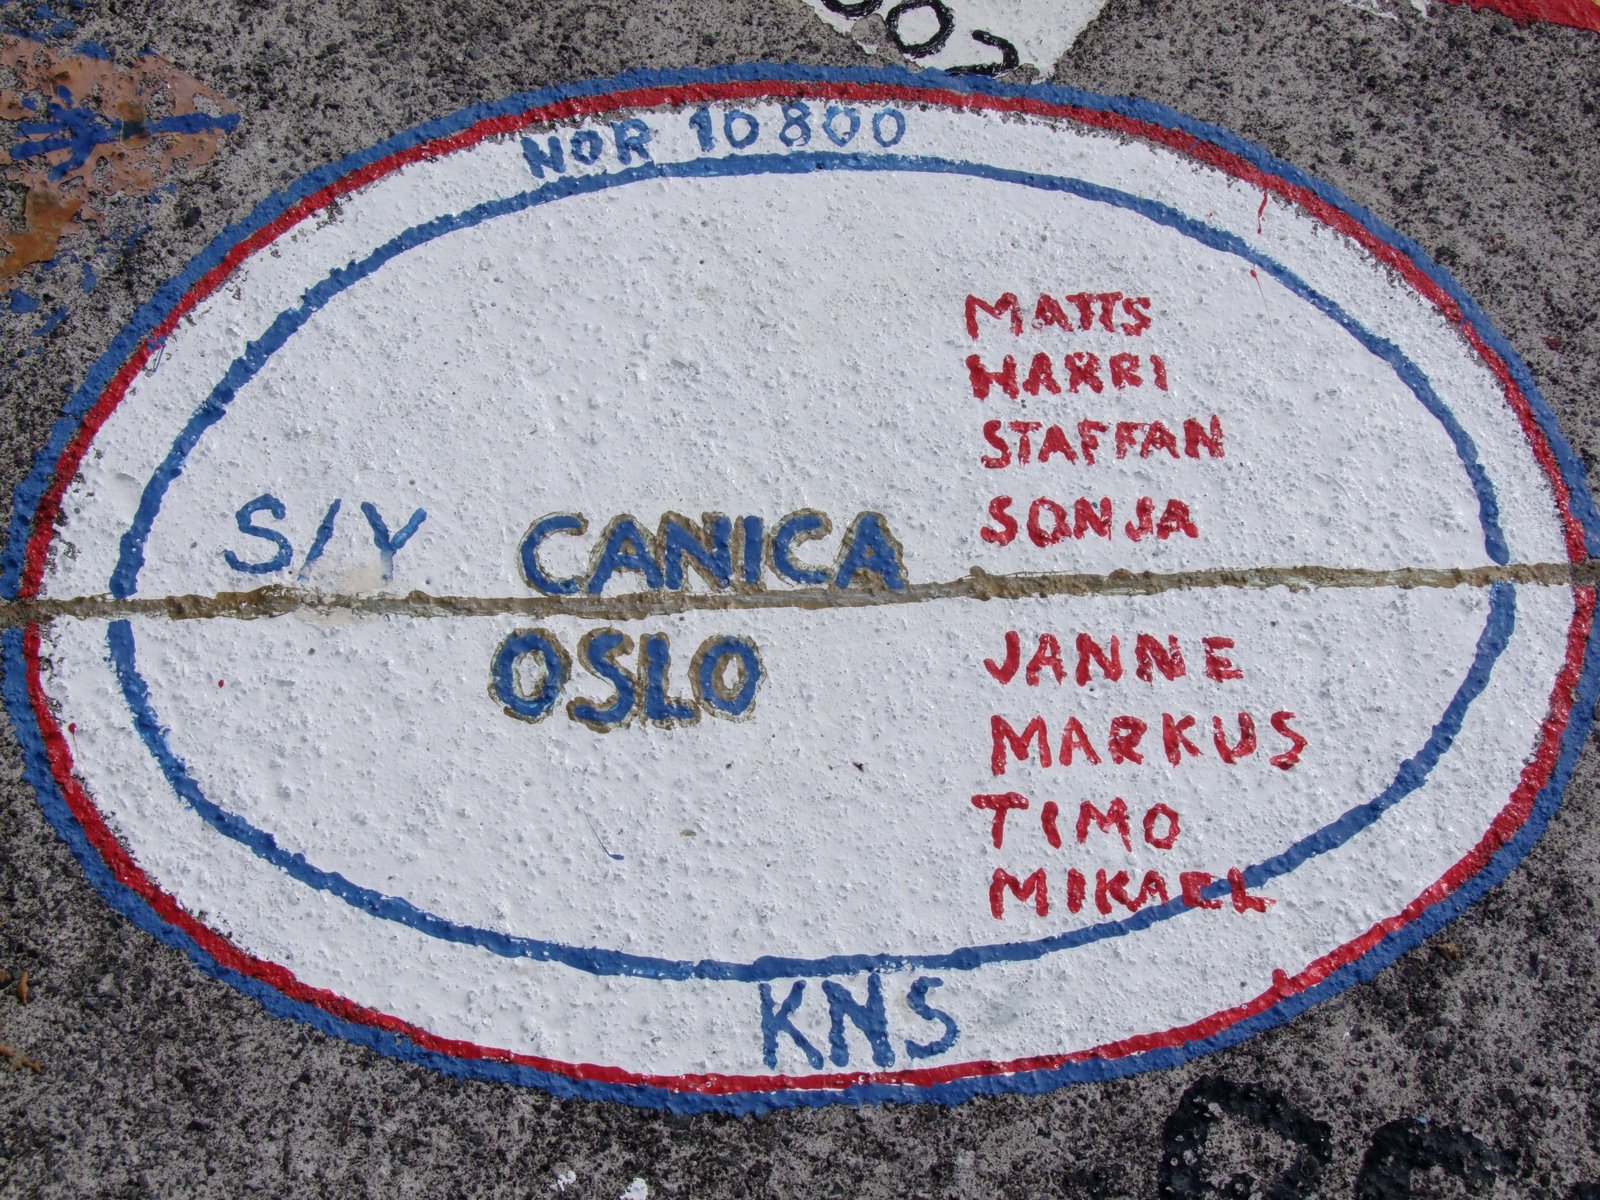 NOR 10800
MATTS
HARRI
STAFFAN
SONJA
S/Y CANICA
OSLO
JANNE
MARKUS
TIMO
MIKAEL
KNS